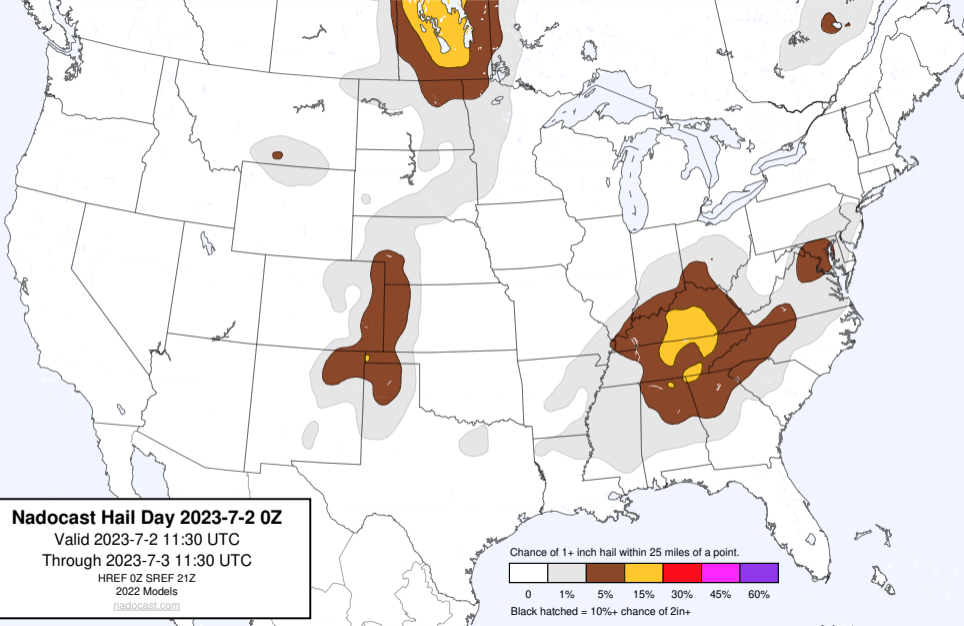 Nadocast Hail Day 2023-7-2 0Z
Valid 2023-7-2 11:30 UTC
Through 2023-7-3 11:30 UTC
HREF 0Z SREF 21Z
2022 Models
nadocast.com
Chance of 1+ inch hail within 25 miles of a point.
0 1% 5% 15% 30% 45% 60%
Black hatched = 10%+ chance of 2in+